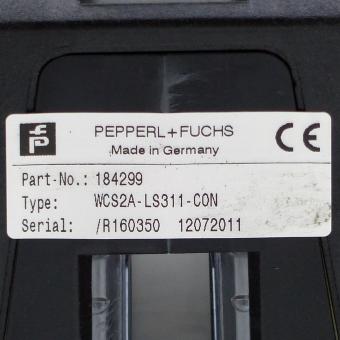 PEPPERL+FUCHS
Made in Germany
CE
Part-No.: 184299
Type: WCS2A-LS311-CON
Serial: /R160350 12072011